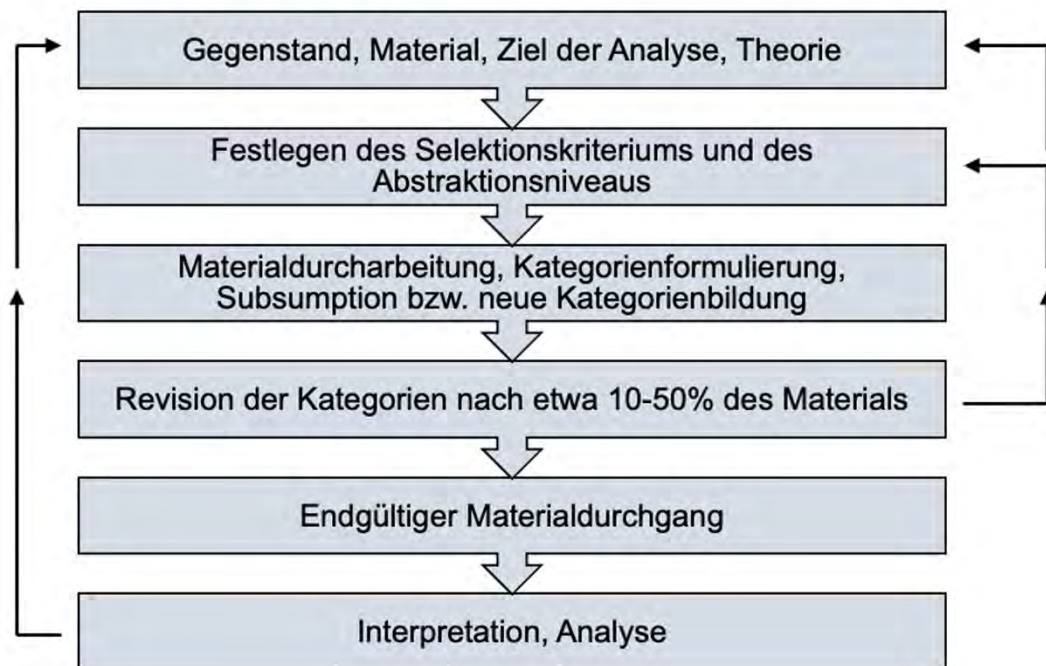 Gegenstand, Material, Ziel der Analyse, Theorie
Festlegen des Selektionskriteriums und des
Abstraktionsniveaus
Materialdurcharbeitung, Kategorienformulierung,
Subsumption bzw. neue Kategorienbildung
Revision der Kategorien nach etwa 10-50% des Materials
Endgültiger Materialdurchgang
Interpretation, Analyse